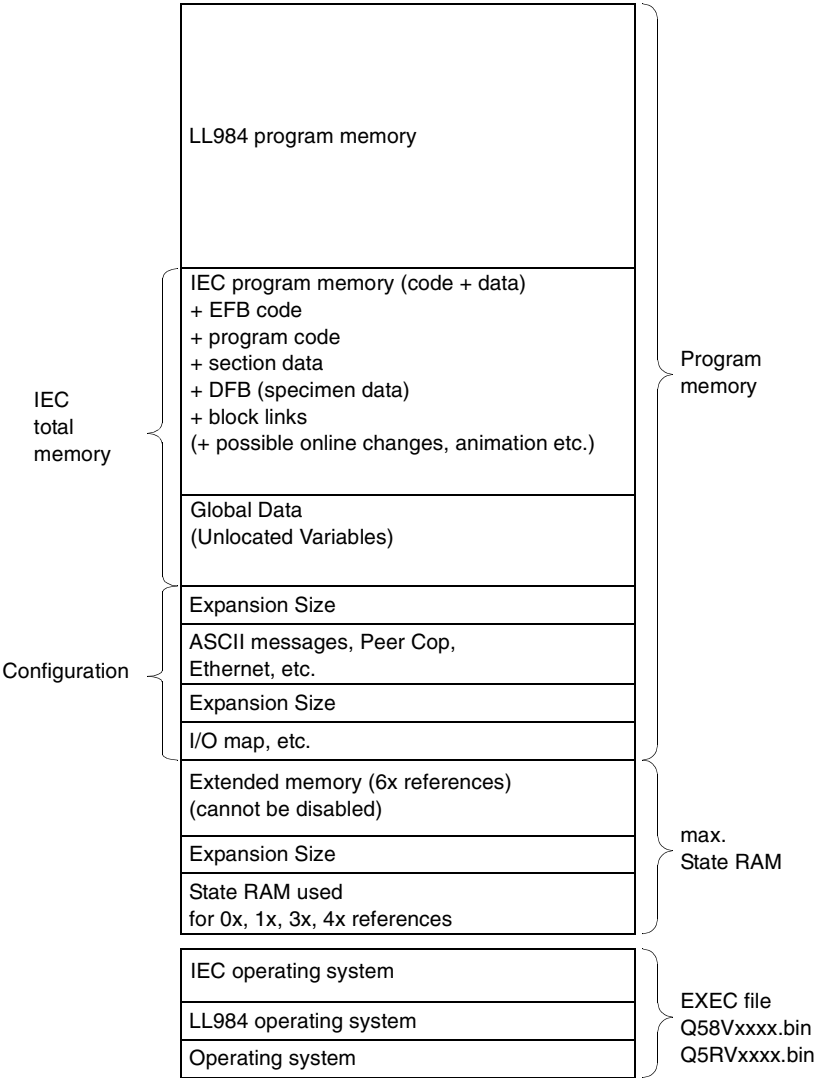 LL984 program memory
IEC program memory (code + data)
+ EFB code
+ program code
+ section data
+ DFB (specimen data)
+ block links
(+ possible online changes, animation etc.)
Program
memory
IEC
total
memory
Global Data
(Unlocated Variables)
Expansion Size
ASCII messages, Peer Cop,
Ethernet, etc.
Configuration
Expansion Size
I/O map, etc.
Extended memory (6x references)
(cannot be disabled)
Expansion Size
max.
State RAM
State RAM used
for 0x, 1x, 3x, 4x references
IEC operating system
LL984 operating system
Operating system
EXEC file
Q58Vxxxx.bin
Q5RVxxxx.bin